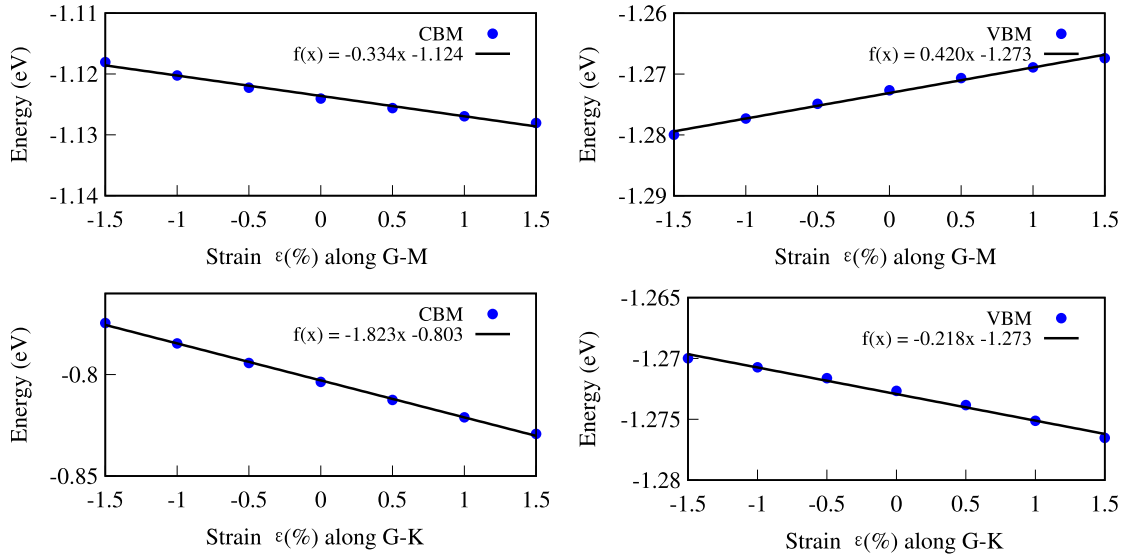 -1.11
-1.12
-1.13
-1.14
Energy (eV)
CBM
f(x) = -0.334x -1.124
-1.5 -1 -0.5 0 0.5 1 1.5
Strain ε(%) along G-M
-1.26
-1.27
-1.28
-1.29
Energy (eV)
VBM
f(x) = 0.420x -1.273
-1.5 -1 -0.5 0 0.5 1 1.5
Strain ε(%) along G-M
-0.8
-0.85
Energy (eV)
CBM
f(x) = -1.823x -0.803
-1.5 -1 -0.5 0 0.5 1 1.5
Strain ε(%) along G-K
-1.265
-1.27
-1.275
-1.28
Energy (eV)
VBM
f(x) = -0.218x -1.273
-1.5 -1 -0.5 0 0.5 1 1.5
Strain ε(%) along G-K